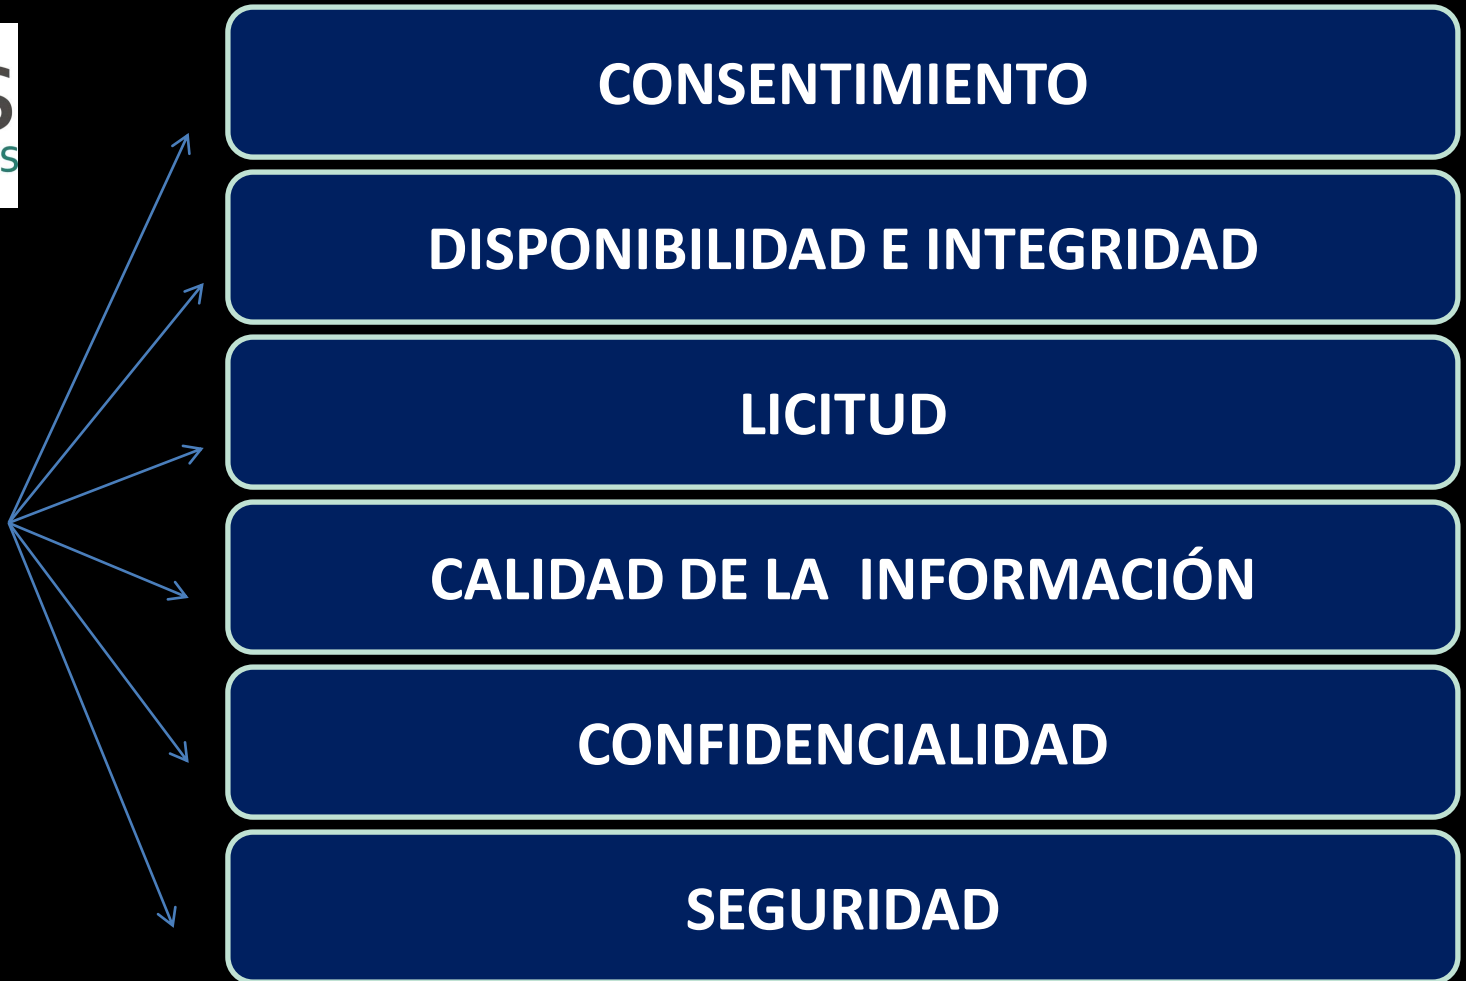 S
S
CONSENTIMIENTO
DISPONIBILIDAD E INTEGRIDAD
LICITUD
CALIDAD DE LA  INFORMACIÓN
CONFIDENCIALIDAD
SEGURIDAD